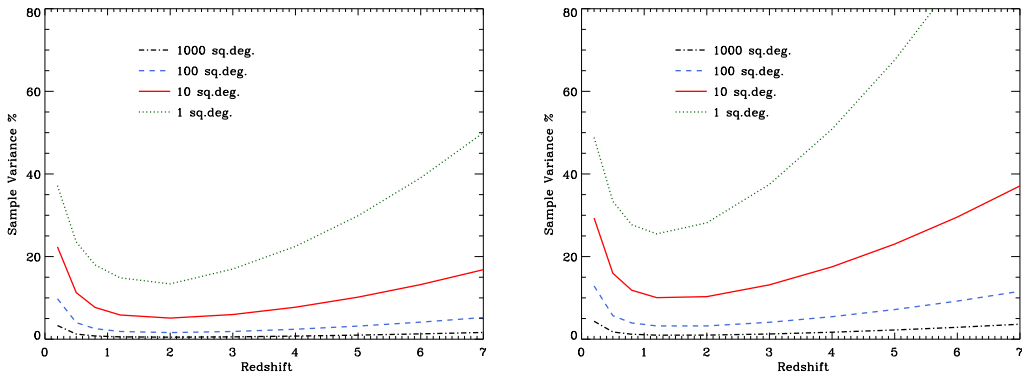 80
60
40
20
0
Sample Variance %
1000 sq.deg.
100 sq.deg.
10 sq.deg.
1 sq.deg.
0 1 2 3 4 5 6 7
Redshift
80
60
40
20
0
Sample Variance %
1000 sq.deg.
100 sq.deg.
10 sq.deg.
1 sq.deg.
0 1 2 3 4 5 6 7
Redshift